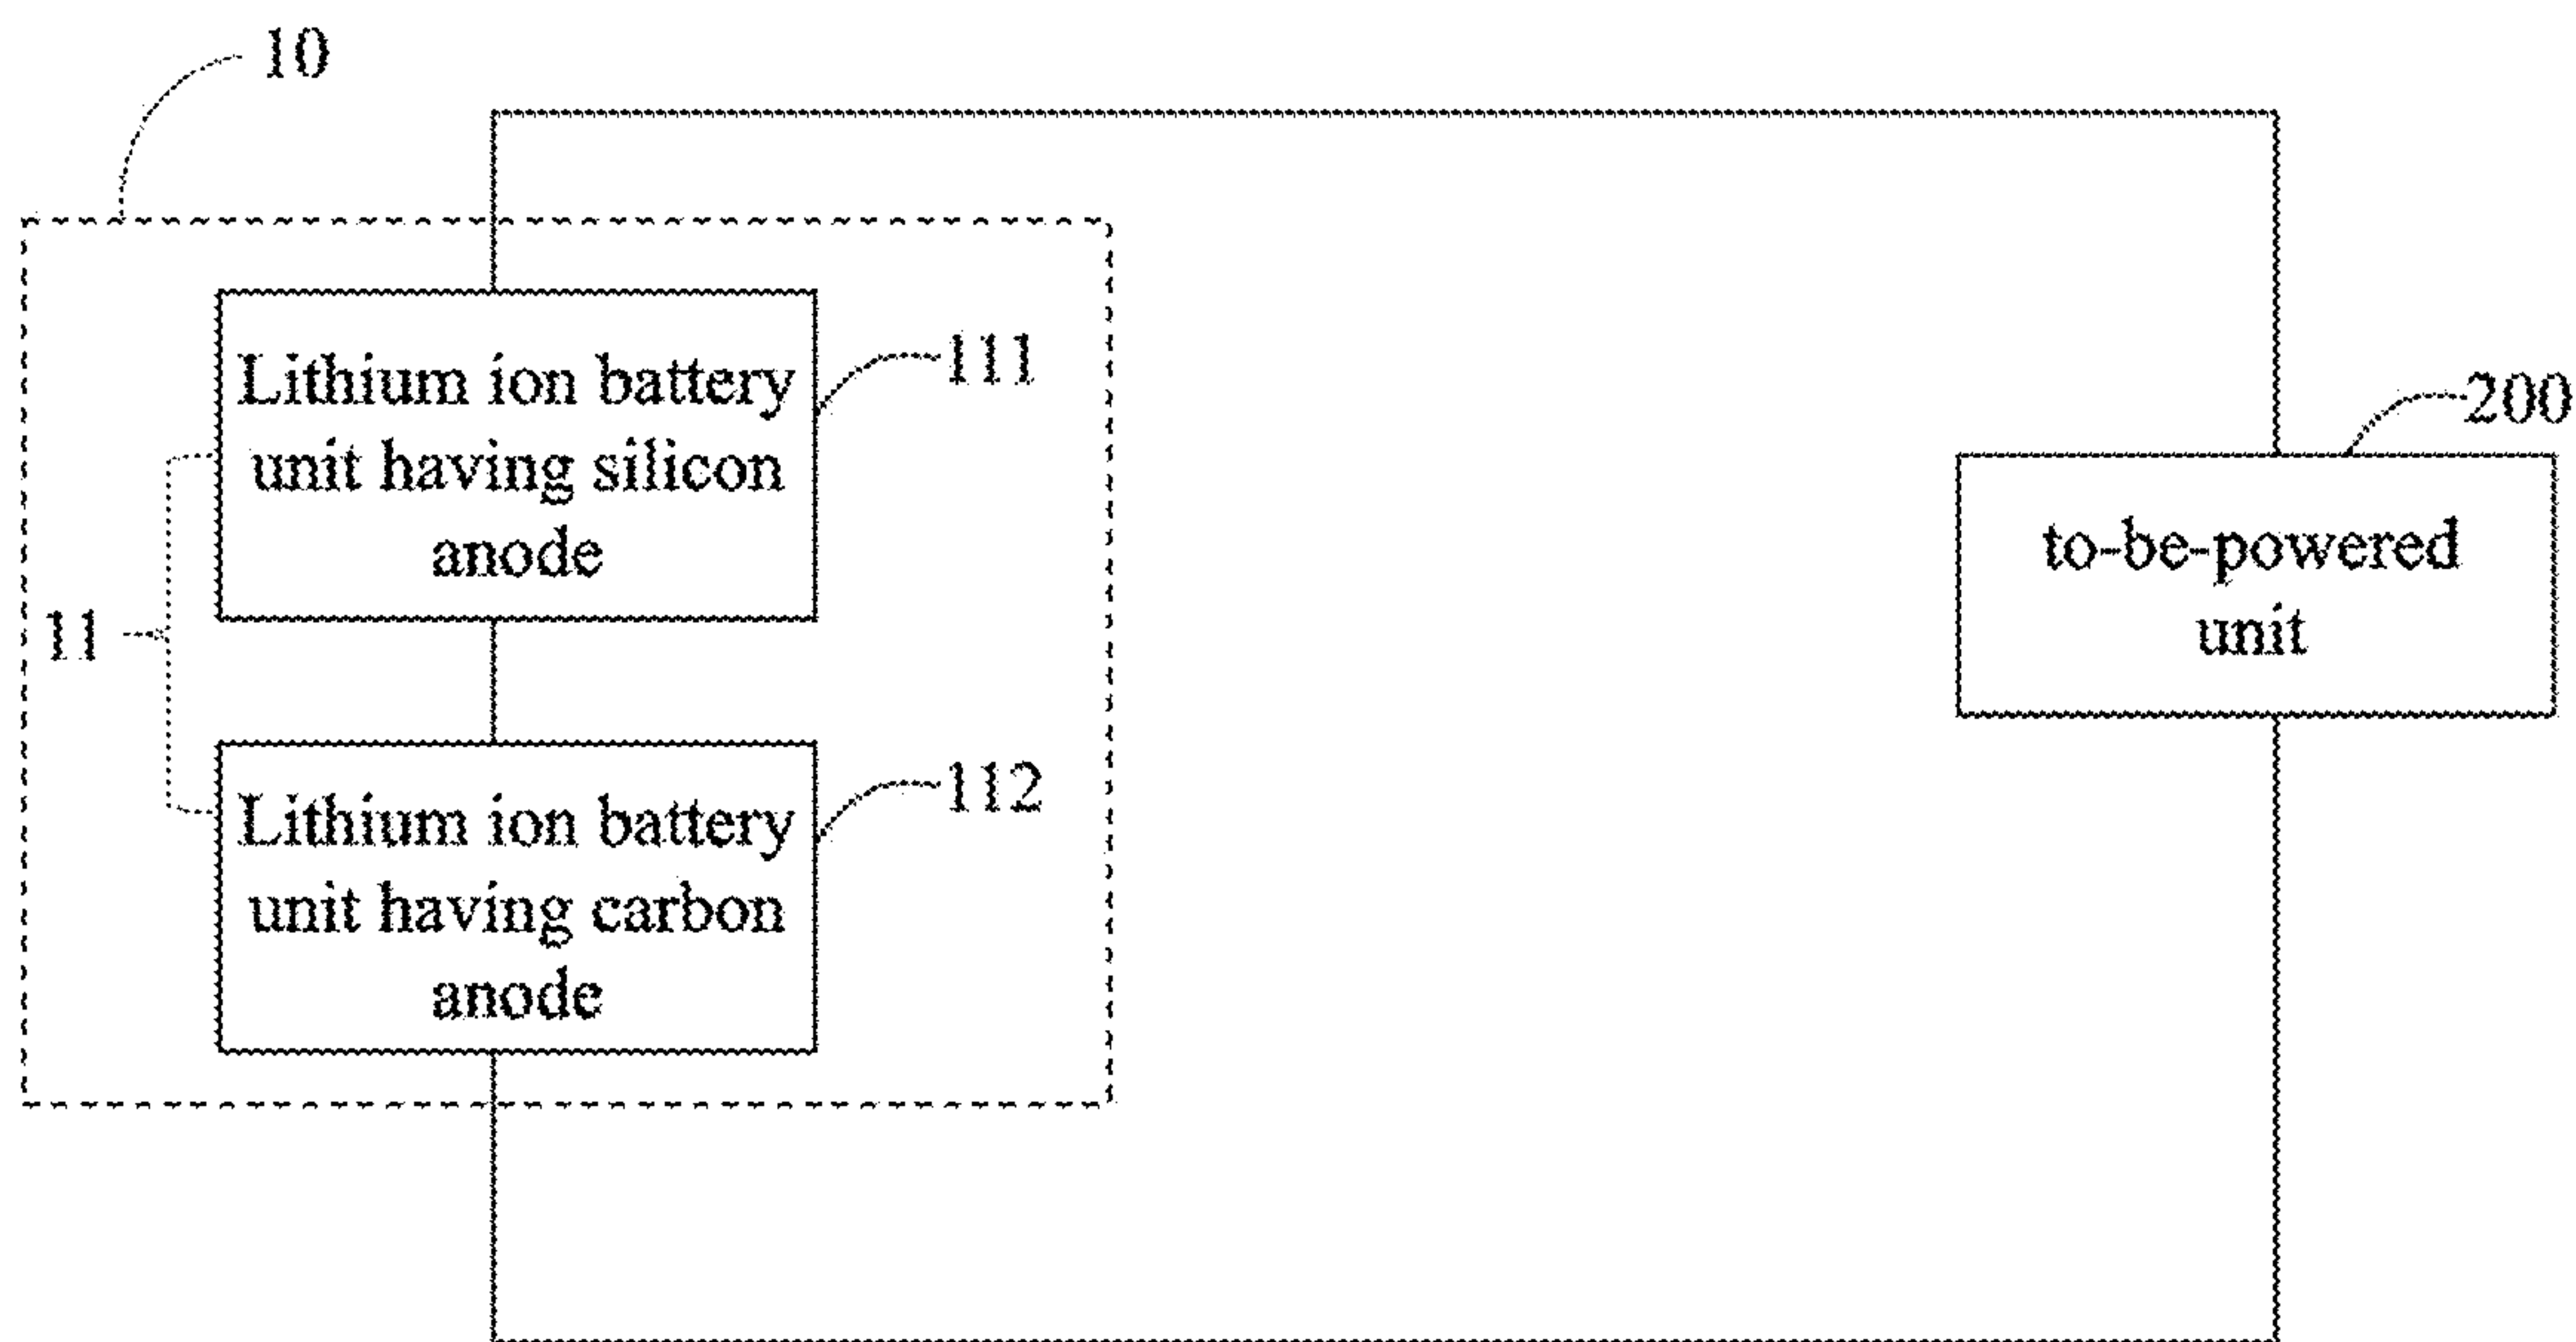 10
Lithium ion battery
unit having silicon
anode
111
200
to-be-powered
unit
11
Lithium ion battery
unit having carbon
anode
112